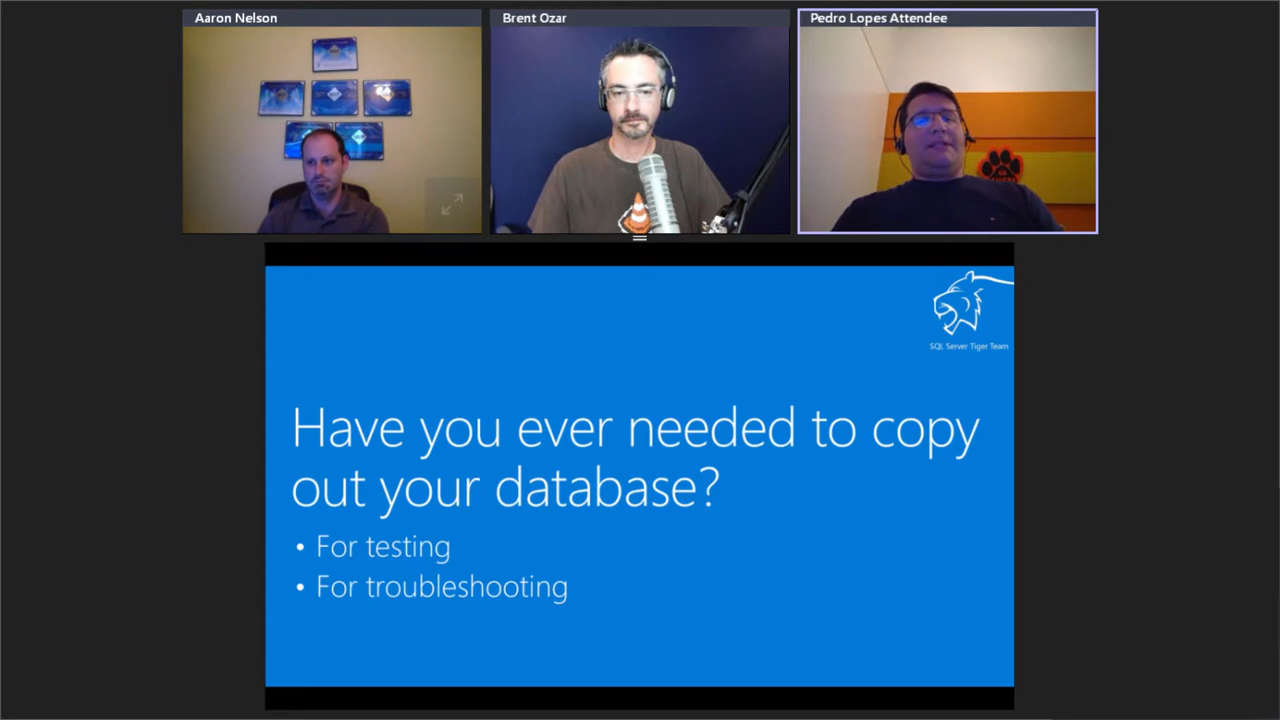 Aaron Nelson
Brent Ozar
Pedro Lopes Attendee
SQL Server Tiger Team
Have you ever needed to copy
out your database?
• For testing
• For troubleshooting